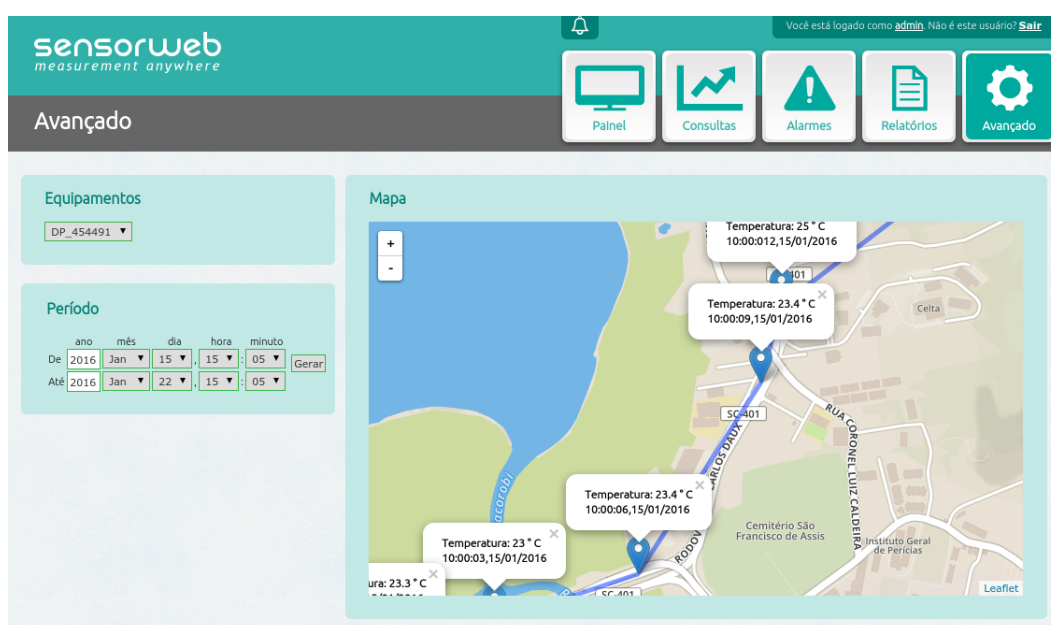 Você está logado como admin. Não é este usuário? Sair
sensorweb
measurement anywhere
Avançado
Painel
Consultas
Alarmes
Relatórios
Avançado
Equipamentos
DP_454491
Período
ano mês dia hora minuto
De 2016 Jan 15 , 15 : 05
Até 2016 Jan 22 , 15 : 05
Gerar
Mapa
+
-
Temperatura: 25 ° C
10:00:012,15/01/2016
401
Temperatura: 23.4 ° C
10:00:09,15/01/2016
×
Celta
SC-401
RUA CORONEL LUIZ CALDEIRA
CARLOS DAUX
Temperatura: 23.4 ° C
10:00:06,15/01/2016
×
acorobi
Cemitério São
Francisco de Assis
Instituto Geral
de Perícias
RODOV
Temperatura: 23 ° C
10:00:03,15/01/2016
×
ura: 23.3 ° C
×
SC-401
Leaflet